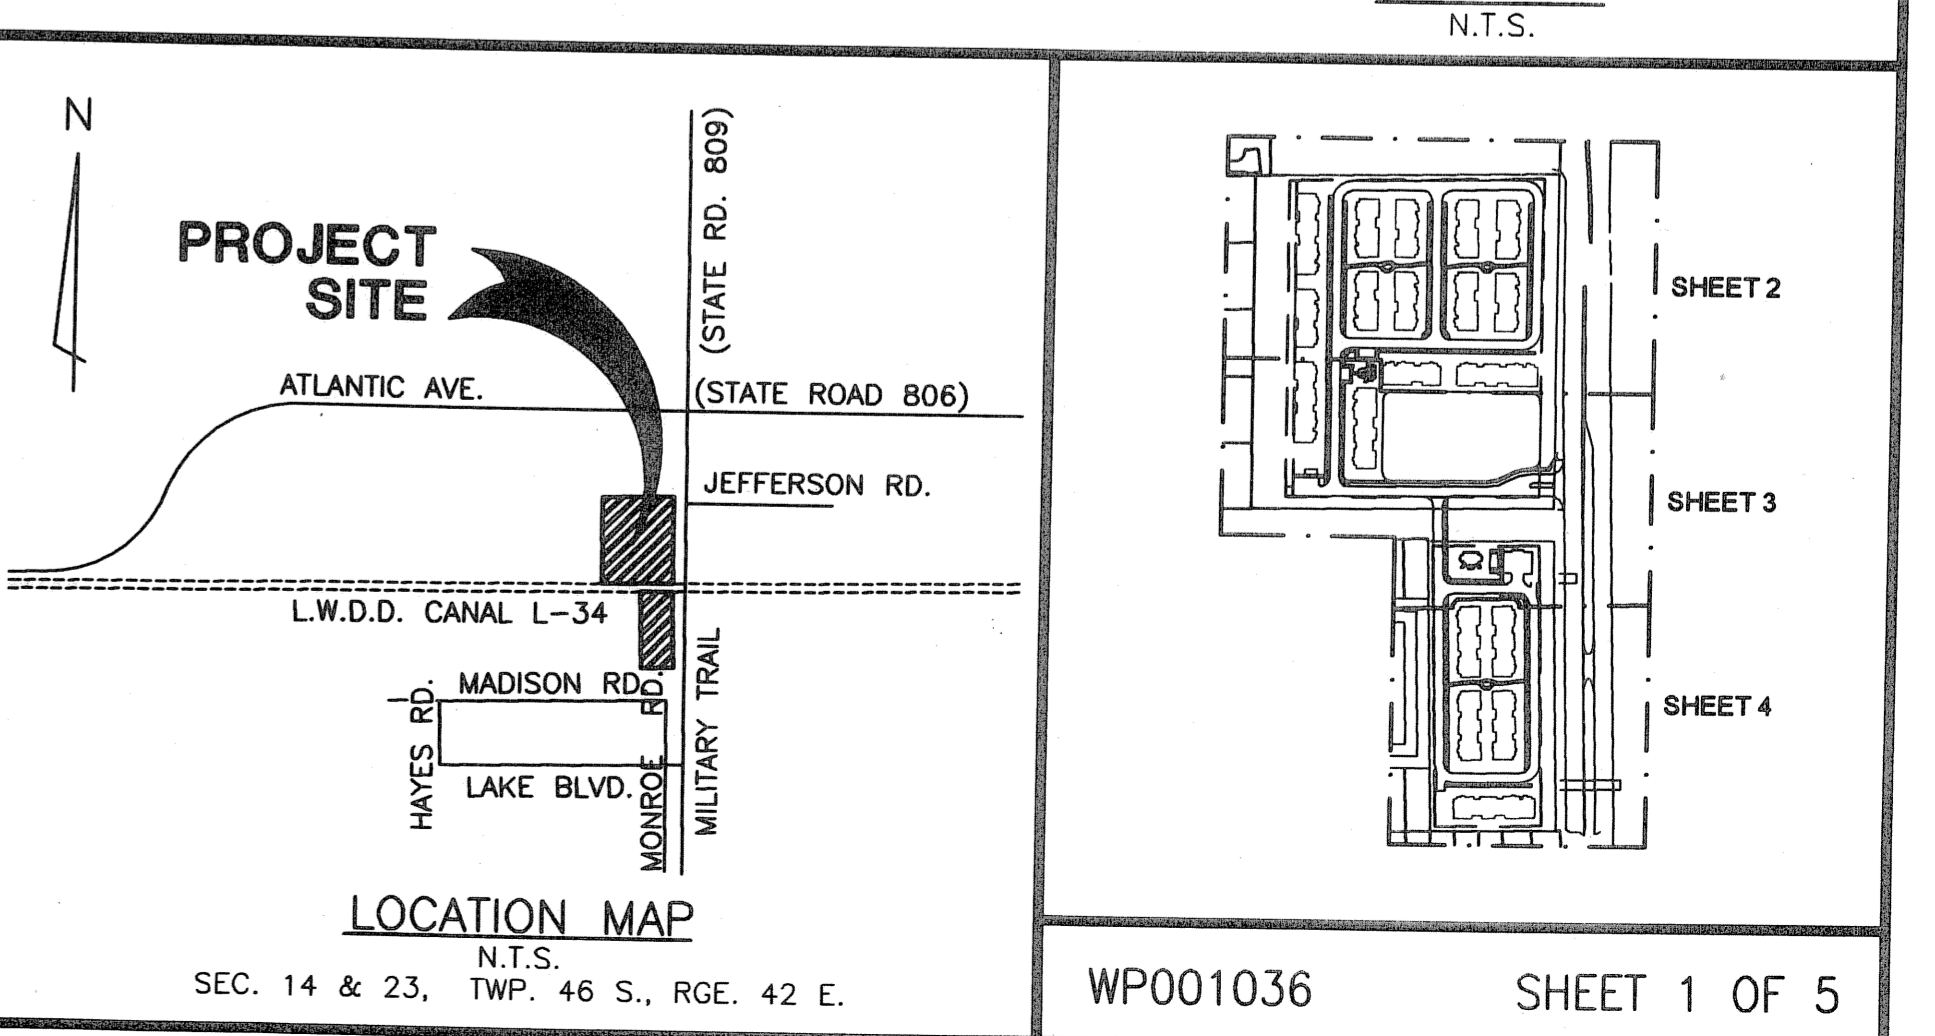 N.T.S.
N
PROJECT
SITE
(STATE RD. 809)
ATLANTIC AVE.
(STATE ROAD 806)
JEFFERSON RD.
L.W.D.D. CANAL L-34
MADISON RD.
HAYES RD.
LAKE BLVD.
MONROE RD.
MILITARY TRAIL
LOCATION MAP
N.T.S.
SEC. 14 & 23, TWP. 46 S., RGE. 42 E.
SHEET 2
SHEET 3
SHEET 4
WP001036
SHEET 1 OF 5